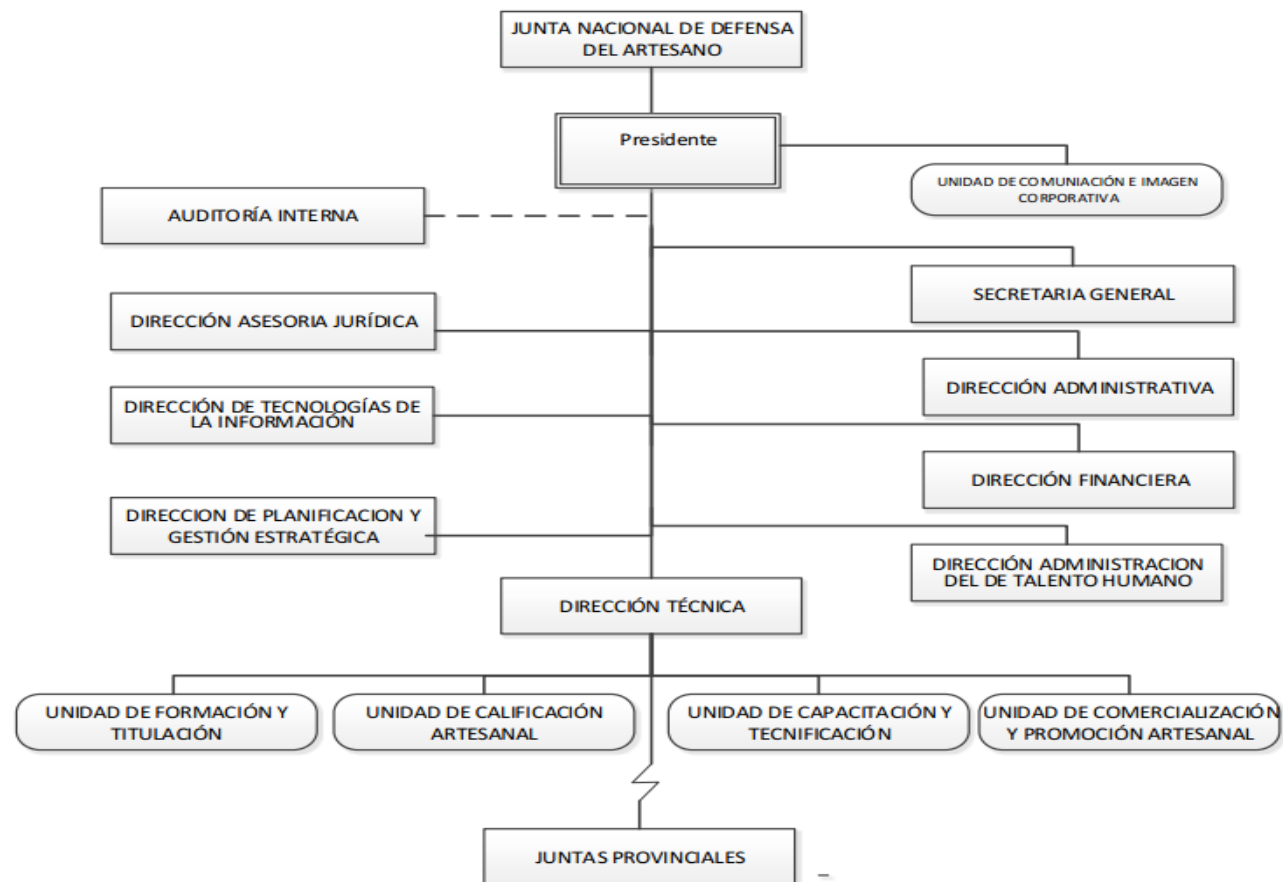 JUNTA NACIONAL DE DEFENSA
DEL ARTESANO
Presidente
UNIDAD DE COMUNIACIÓN E IMAGEN
CORPORATIVA
AUDITORÍA INTERNA
SECRETARIA GENERAL
DIRECCIÓN ASESORIA JURÍDICA
DIRECCIÓN ADMINISTRATIVA
DIRECCIÓN DE TECNOLOGÍAS DE
LA INFORMACIÓN
DIRECCIÓN FINANCIERA
DIRECCION DE PLANIFICACION Y
GESTIÓN ESTRATÉGICA
DIRECCIÓN ADMINISTRACION
DEL DE TALENTO HUMANO
DIRECCIÓN TÉCNICA
UNIDAD DE FORMACIÓN Y
TITULACIÓN
UNIDAD DE CALIFICACIÓN
ARTESANAL
UNIDAD DE CAPACITACIÓN Y
TECNIFICACIÓN
UNIDAD DE COMERCIALIZACIÓN
Y PROMOCIÓN ARTESANAL
JUNTAS PROVINCIALES